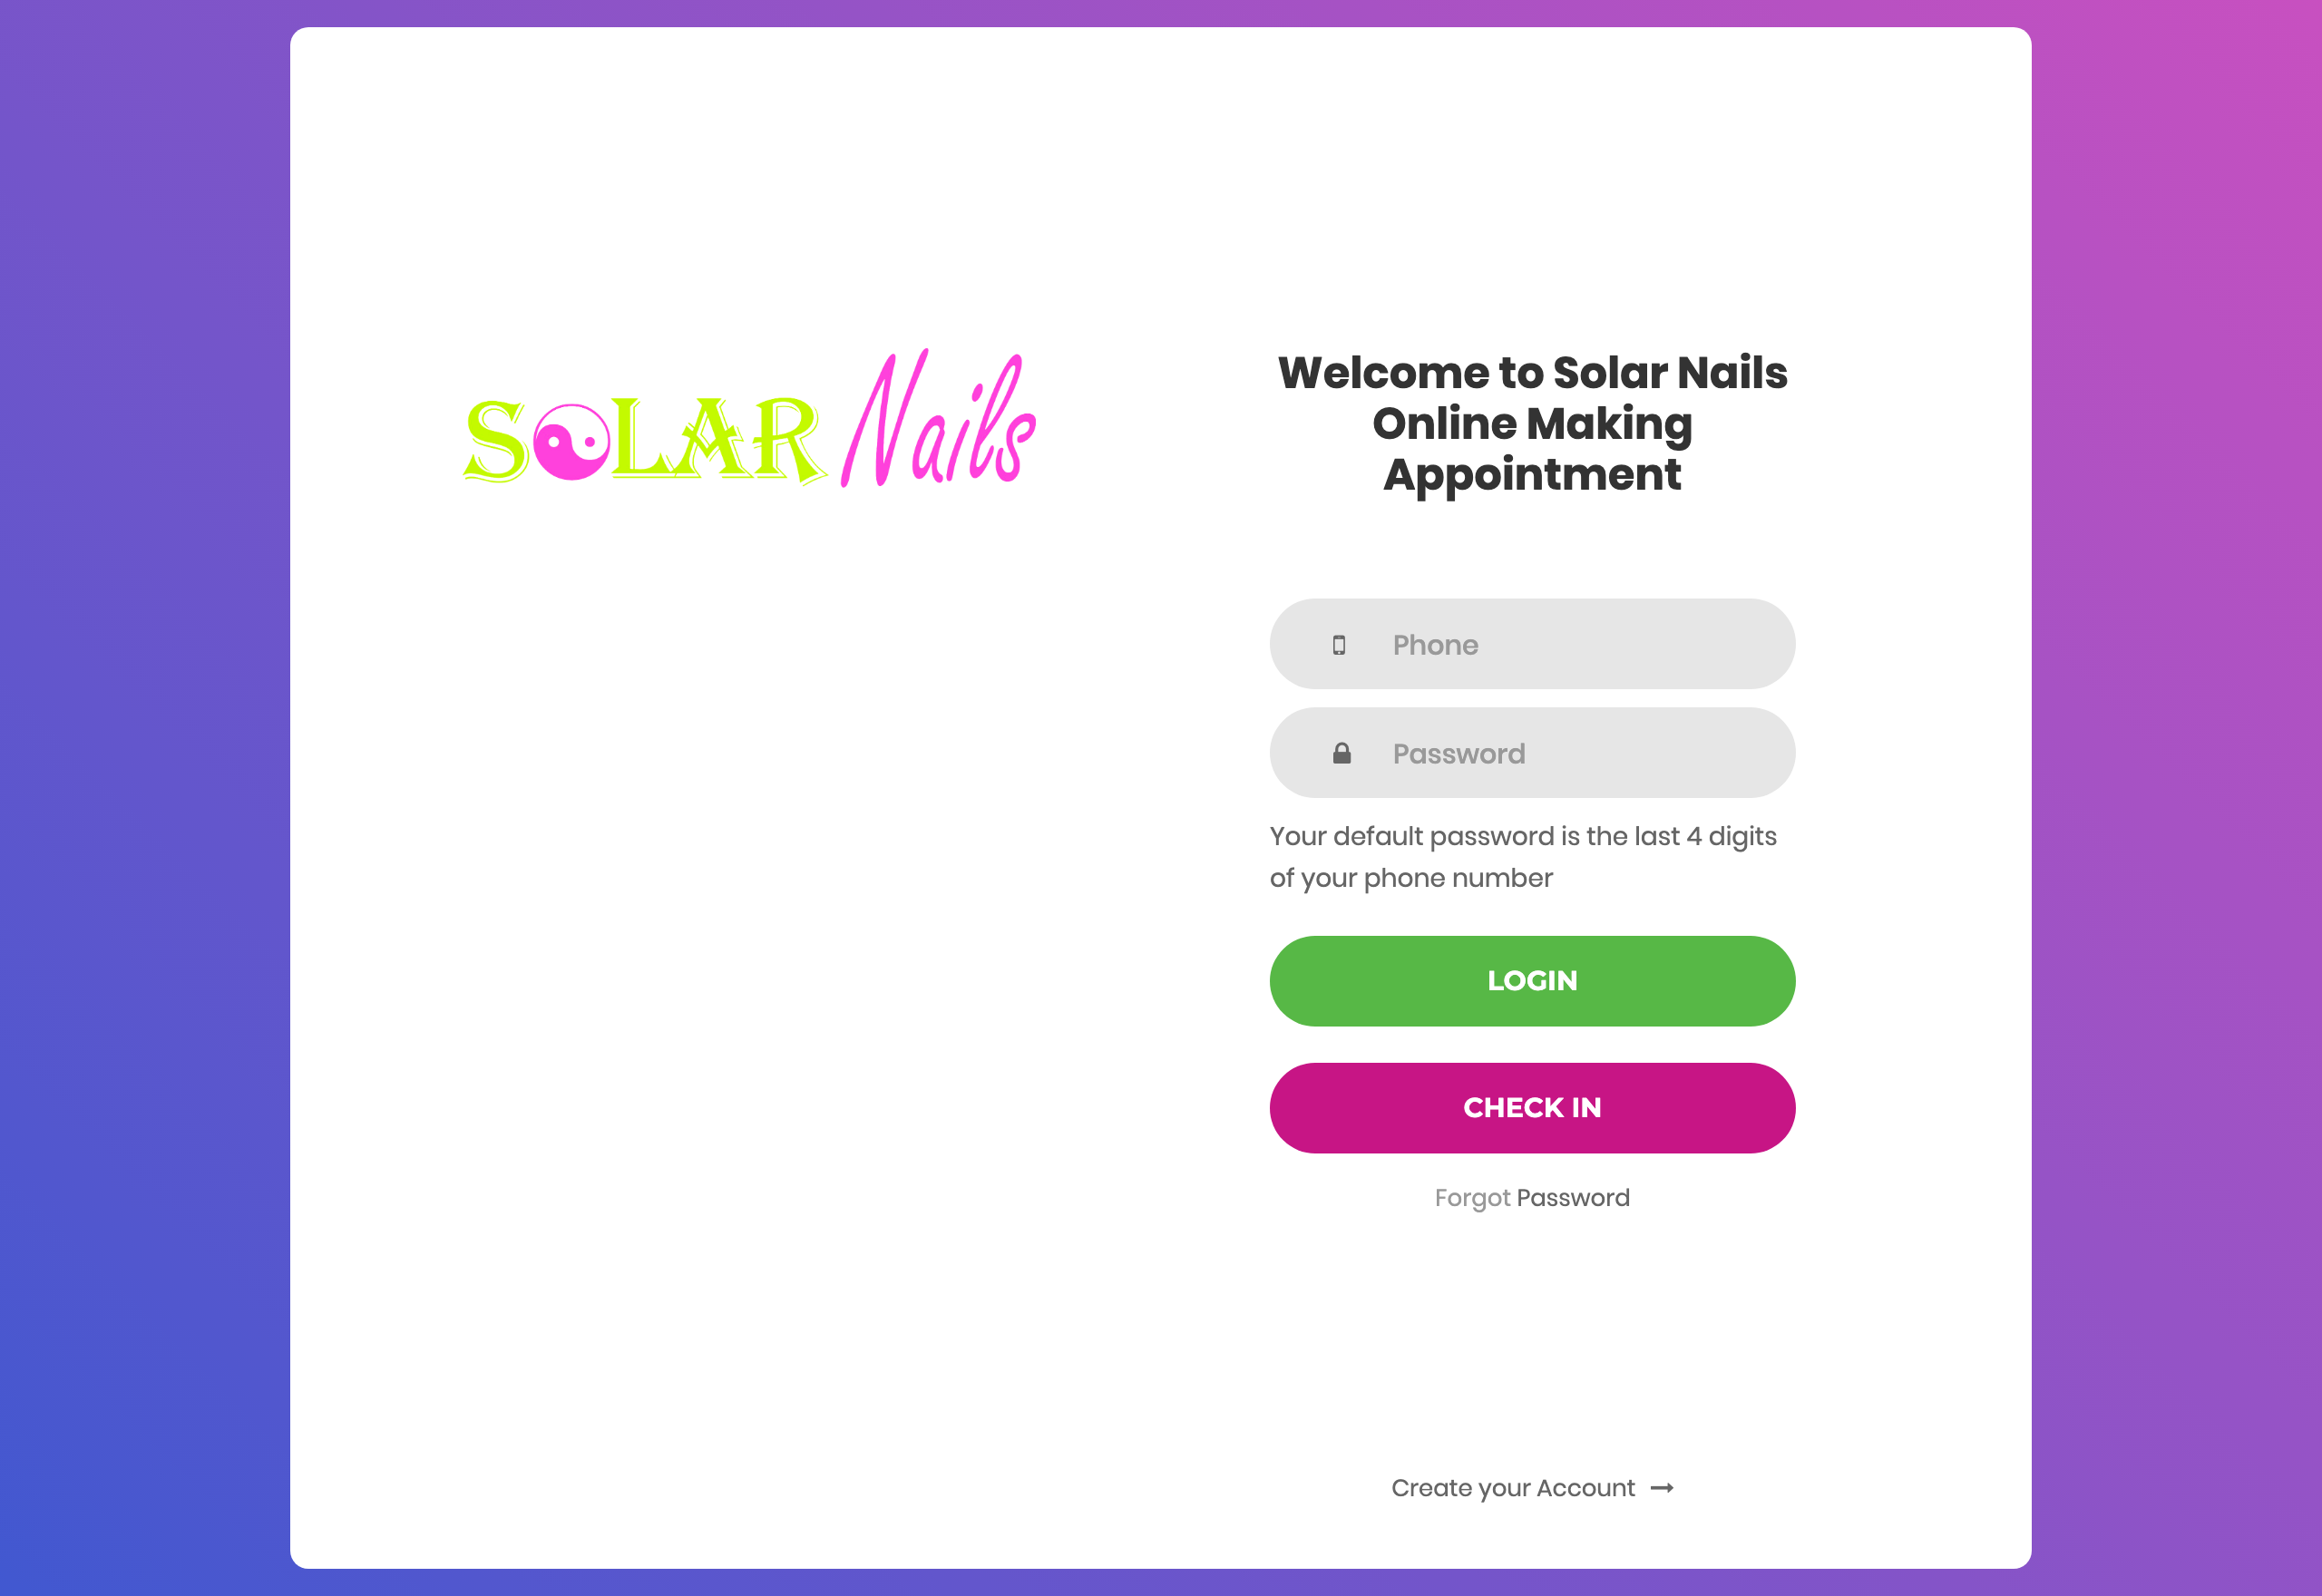 SOLAR Nails
Welcome to Solar Nails
Online Making
Appointment
Phone
Password
Your default password is the last 4 digits
of your phone number
LOGIN
CHECK IN
Forgot Password
Create your Account